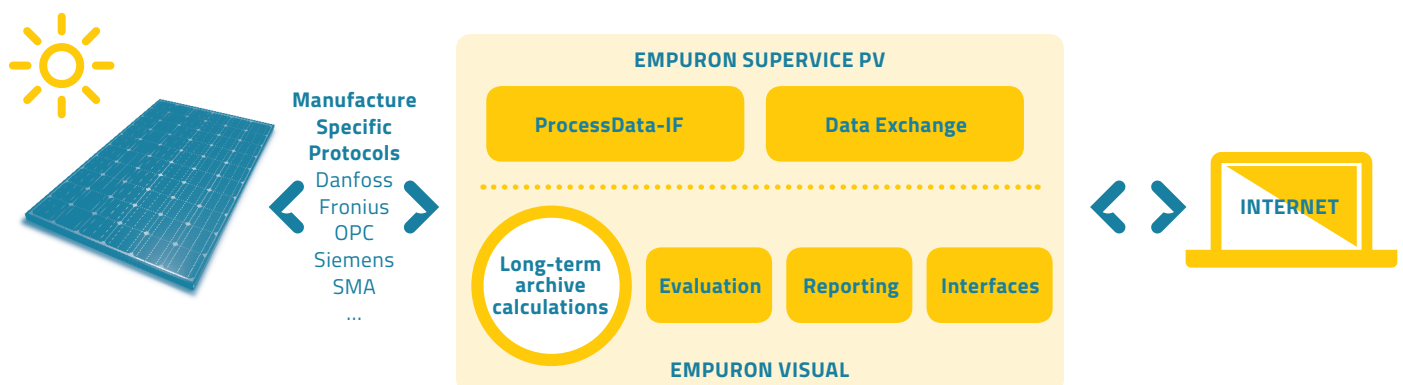 Manufacture
Specific
Protocols
Danfoss
Fronius
OPC
Siemens
SMA
...
EMPURON SUPERVICE PV
ProcessData-IF
Data Exchange
Long-term
archive
calculations
Evaluation
Reporting
Interfaces
EMPURON VISUAL
INTERNET